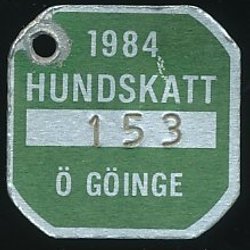 1984
HUNDSKATT
153
Ö GÖINGE